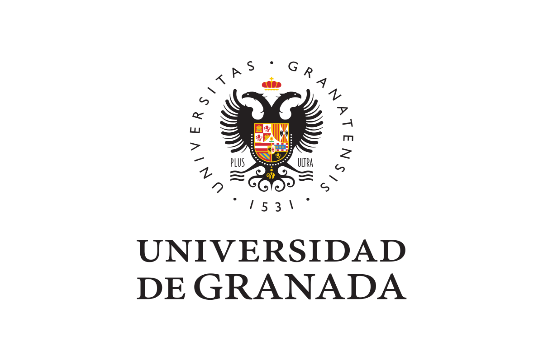 UNIVERSITAS · GRANATENSIS
PLUS ULTRA
· 1531 ·
UNIVERSIDAD
DE GRANADA